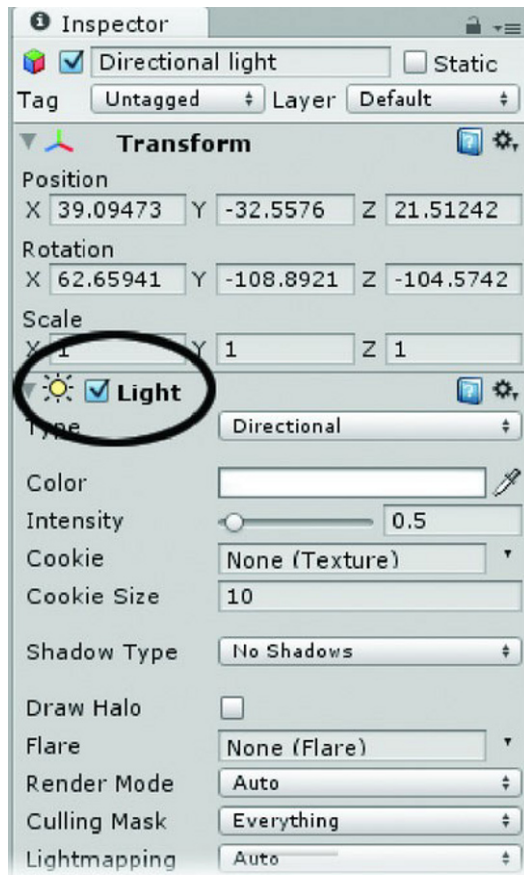 Inspector
Directional light Static
Tag Untagged Layer Default
Transform
Position
X 39.09473 Y -32.5576 Z 21.51242
Rotation
X 62.65941 Y -108.8921 Z -104.5742
Scale
X 1 Y 1 Z 1
Light
Type Directional
Color
Intensity 0.5
Cookie None (Texture)
Cookie Size 10
Shadow Type No Shadows
Draw Halo
Flare None (Flare)
Render Mode Auto
Culling Mask Everything
Lightmapping Auto